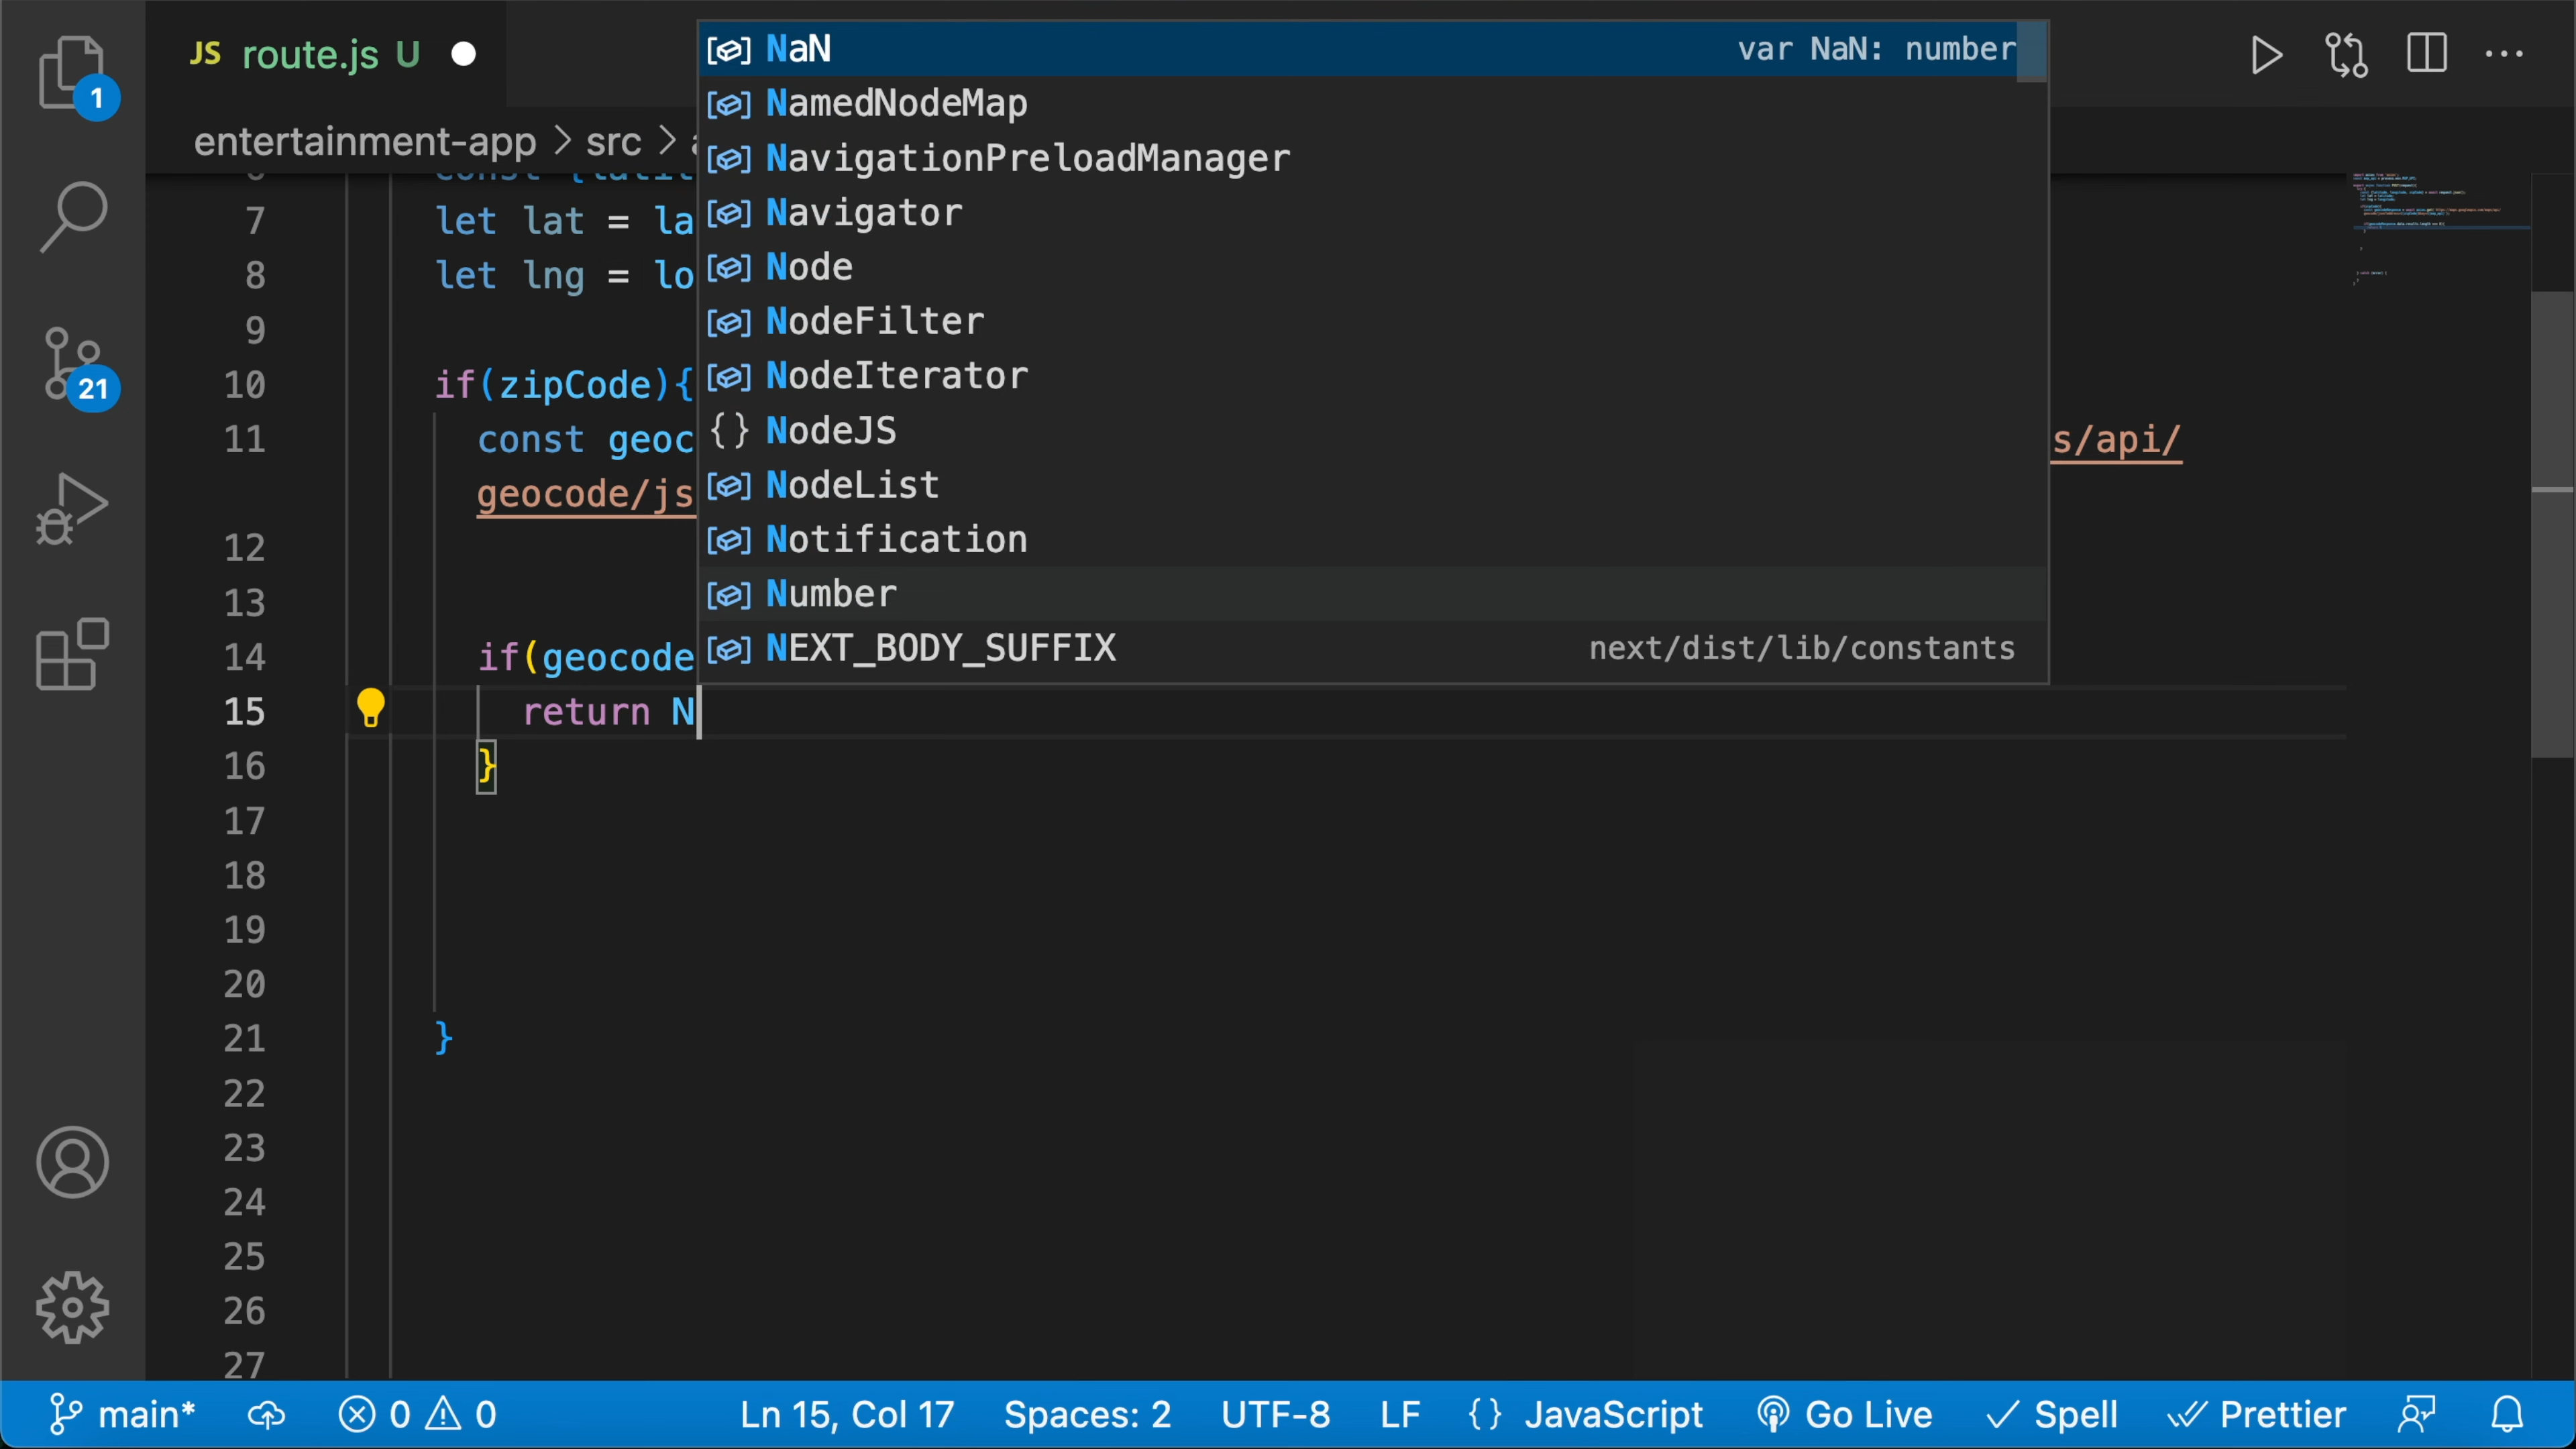 JS route.js U
entertainment-app > src >
7 let lat = la
8 let lng = lo
9
10 if(zipCode){
11 const geoc s/api/
geocode/js
12
13
14 if(geocode
15 return N
16 }
17
18
19
20
21 }
22
23
24
25
26
27
NaN var NaN: number
NamedNodeMap
NavigationPreloadManager
Navigator
Node
NodeFilter
NodeIterator
{} NodeJS
NodeList
Notification
Number
NEXT_BODY_SUFFIX next/dist/lib/constants
1
21
main* 0 0 Ln 15, Col 17 Spaces: 2 UTF-8 LF {} JavaScript Go Live Spell Prettier